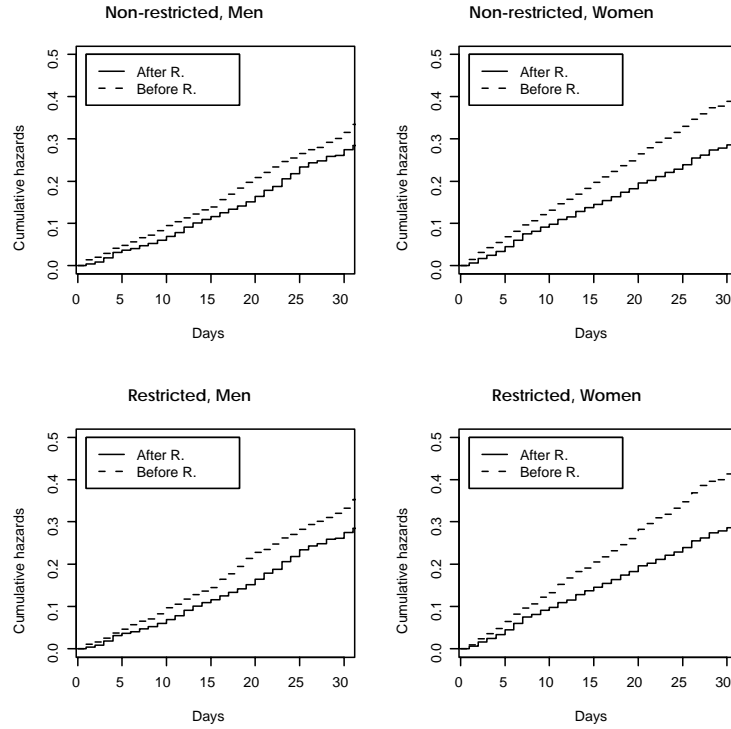 Non-restricted, Men
After R.
Before R.
Cumulative hazards
0.0 0.1 0.2 0.3 0.4 0.5
0 5 10 15 20 25 30
Days
Non-restricted, Women
After R.
Before R.
Cumulative hazards
0.0 0.1 0.2 0.3 0.4 0.5
0 5 10 15 20 25 30
Days
Restricted, Men
After R.
Before R.
Cumulative hazards
0.0 0.1 0.2 0.3 0.4 0.5
0 5 10 15 20 25 30
Days
Restricted, Women
After R.
Before R.
Cumulative hazards
0.0 0.1 0.2 0.3 0.4 0.5
0 5 10 15 20 25 30
Days